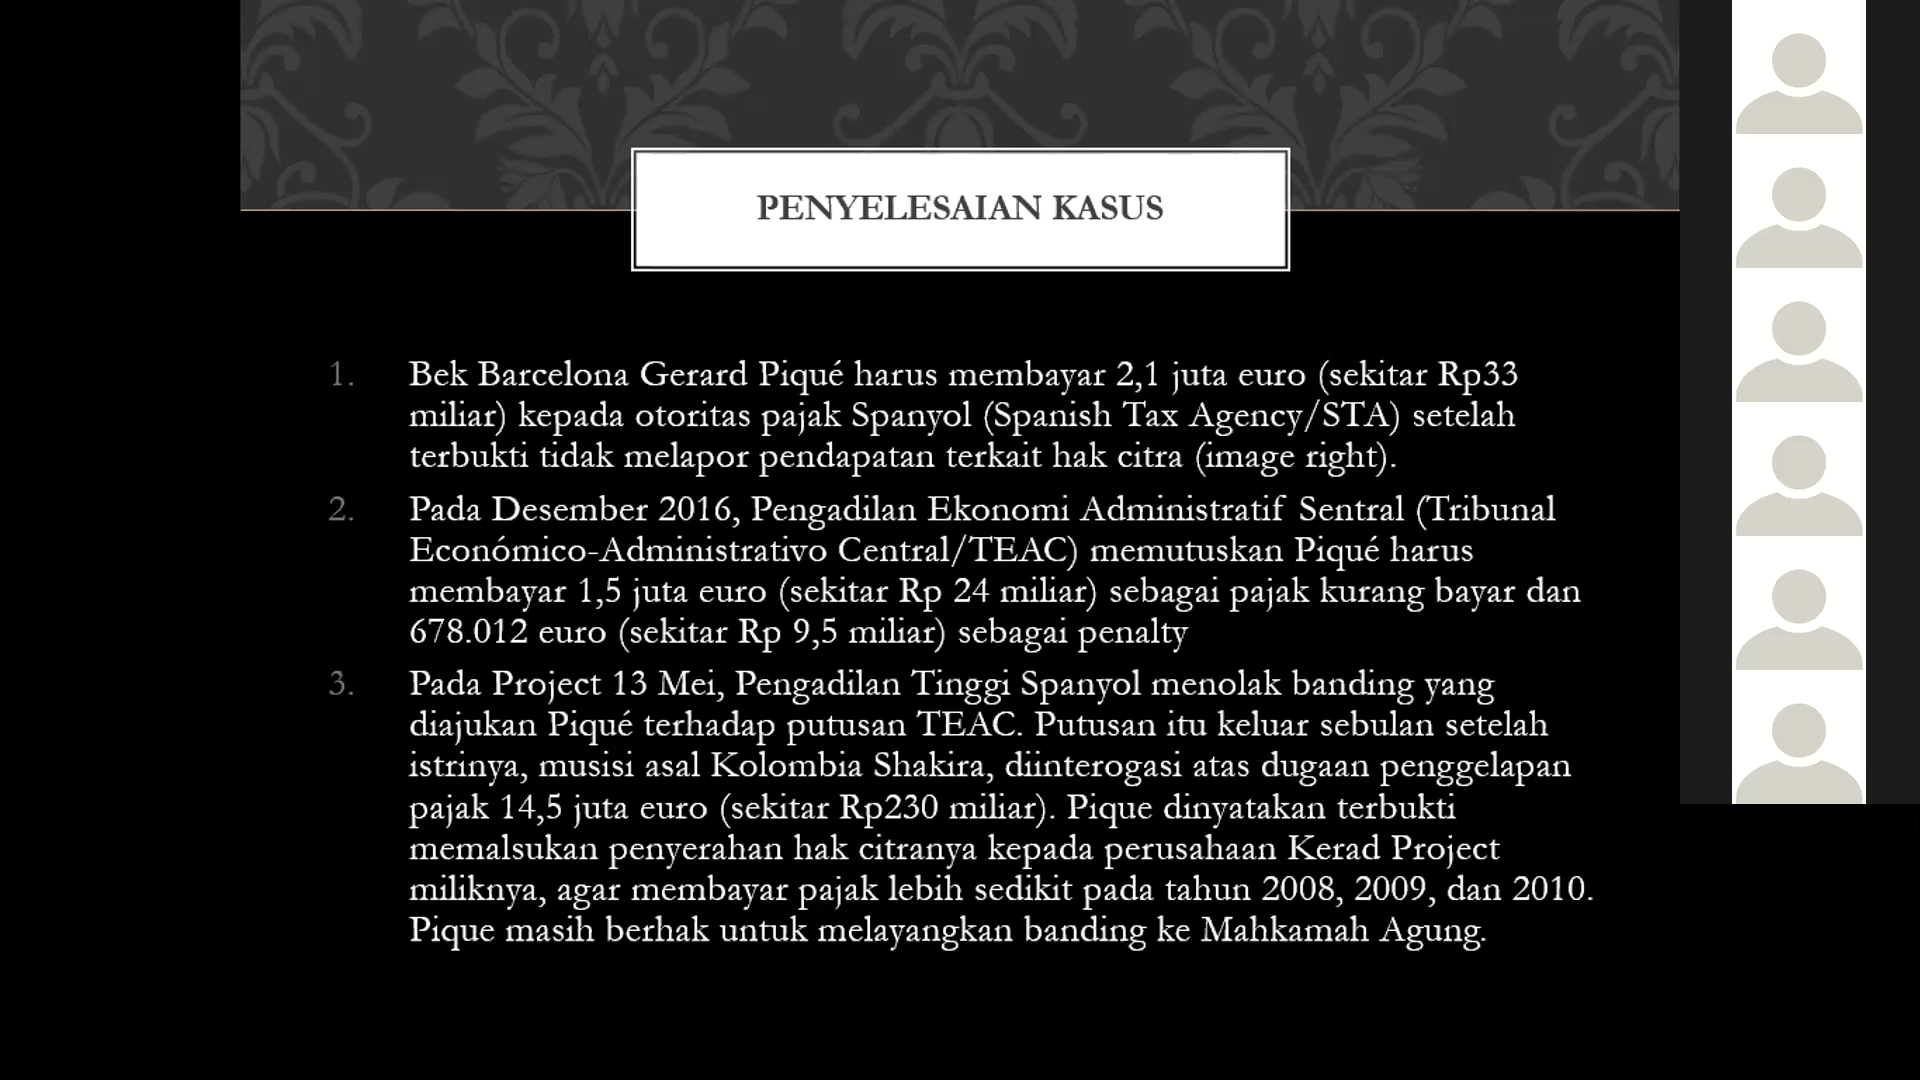 PENYELESAIAN KASUS
1. Bek Barcelona Gerard Piqué harus membayar 2,1 juta euro (sekitar Rp33
miliar) kepada otoritas pajak Spanyol (Spanish Tax Agency/STA) setelah
terbukti tidak melapor pendapatan terkait hak citra (image right).
2. Pada Desember 2016, Pengadilan Ekonomi Administratif Sentral (Tribunal
Económico-Administrativo Central/TEAC) memutuskan Piqué harus
membayar 1,5 juta euro (sekitar Rp 24 miliar) sebagai pajak kurang bayar dan
678.012 euro (sekitar Rp 9,5 miliar) sebagai penalty
3. Pada Project 13 Mei, Pengadilan Tinggi Spanyol menolak banding yang
diajukan Piqué terhadap putusan TEAC. Putusan itu keluar sebulan setelah
istrinya, musisi asal Kolombia Shakira, diinterogasi atas dugaan penggelapan
pajak 14,5 juta euro (sekitar Rp230 miliar). Pique dinyatakan terbukti
memalsukan penyerahan hak citranya kepada perusahaan Kerad Project
miliknya, agar membayar pajak lebih sedikit pada tahun 2008, 2009, dan 2010.
Pique masih berhak untuk melayangkan banding ke Mahkamah Agung.